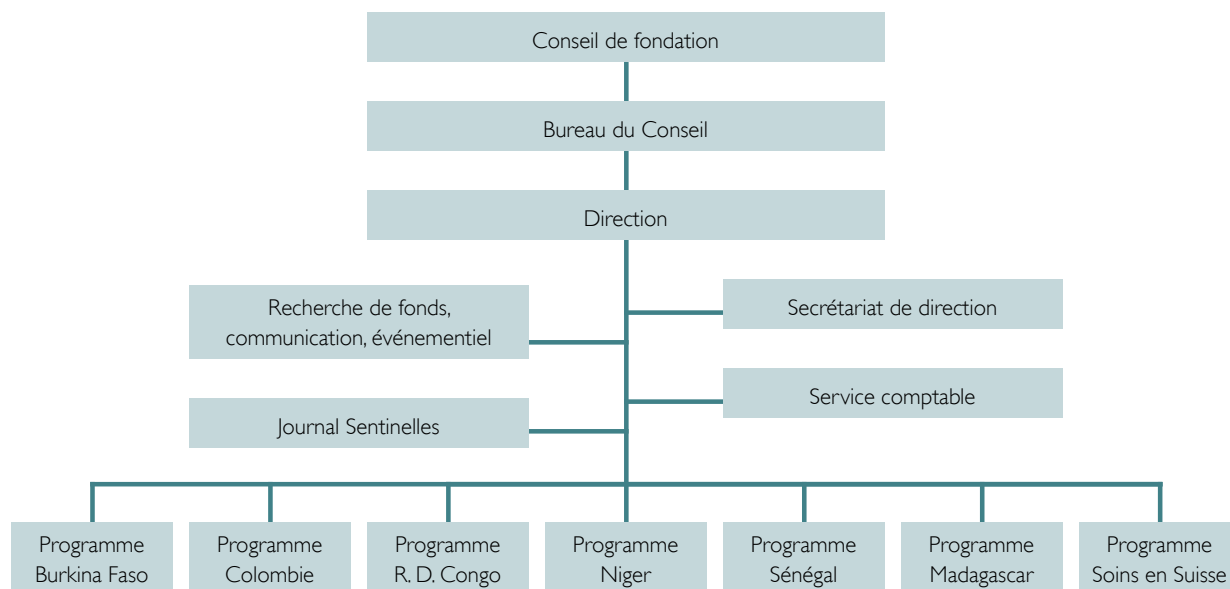 Conseil de fondation
Bureau du Conseil
Direction
Recherche de fonds,
communication, événementiel
Secrétariat de direction
Service comptable
Journal Sentinelles
Programme
Burkina Faso
Programme
Colombie
Programme
R. D. Congo
Programme
Niger
Programme
Sénégal
Programme
Madagascar
Programme
Soins en Suisse